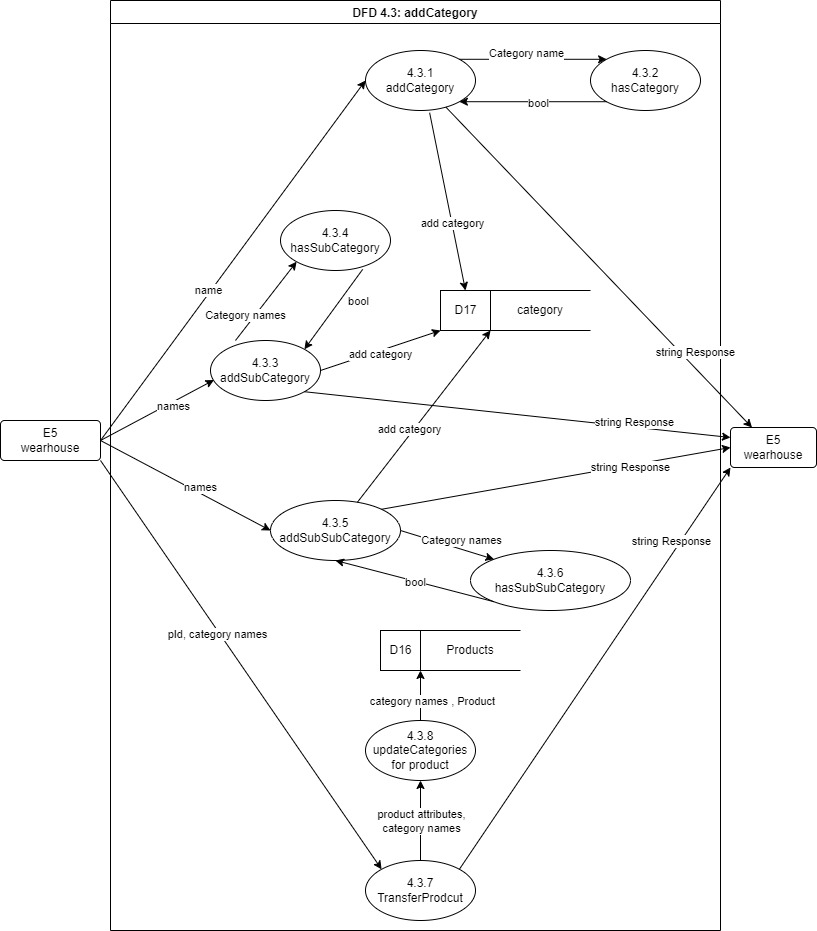 DFD 4.3: addCategory
4.3.1
addCategory
Category name
4.3.2
hasCategory
bool
add category
4.3.4
hasSubCategory
name
Category names
bool
D17
category
4.3.3
addSubCategory
add category
string Response
names
E5
wearhouse
string Response
add category
E5
wearhouse
string Response
names
4.3.5
addSubSubCategory
Category names
string Response
4.3.6
hasSubSubCategory
bool
pId, category names
D16
Products
category names , Product
4.3.8
updateCategories
for product
product attributes,
category names
4.3.7
TransferProdcut